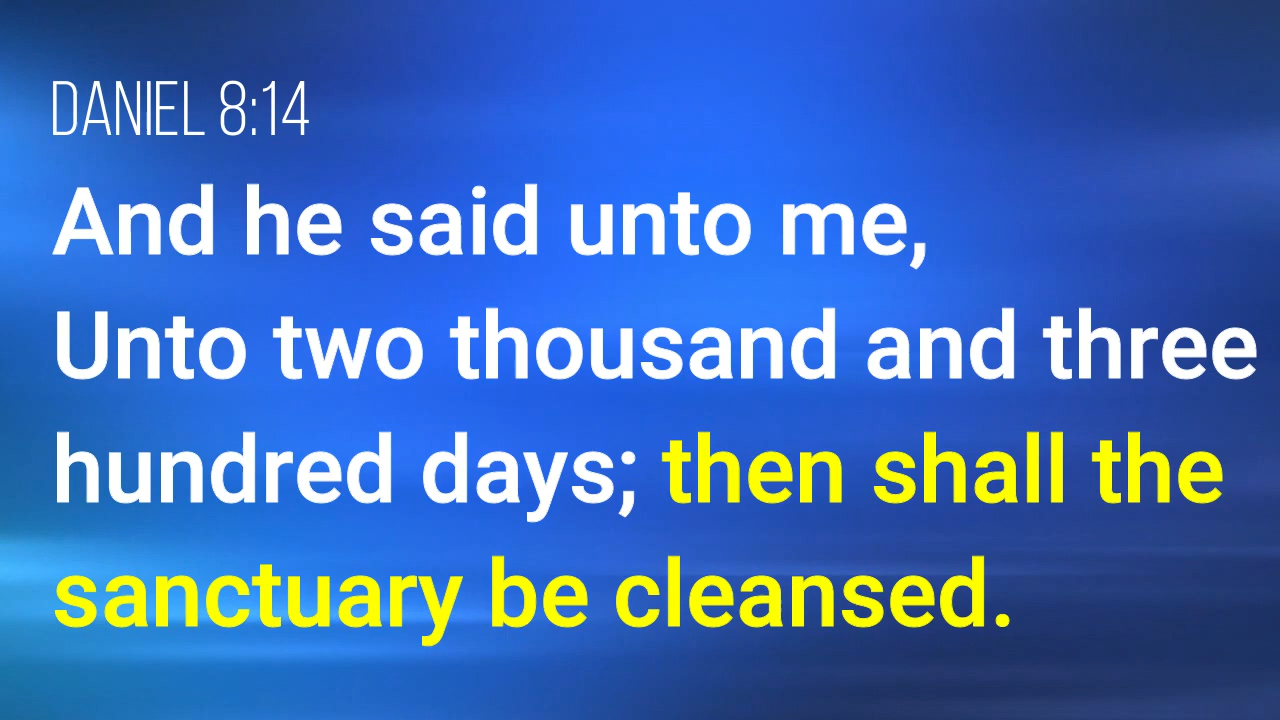 DANIEL 8:14
And he said unto me,
Unto two thousand and three
hundred days; then shall the
sanctuary be cleansed.